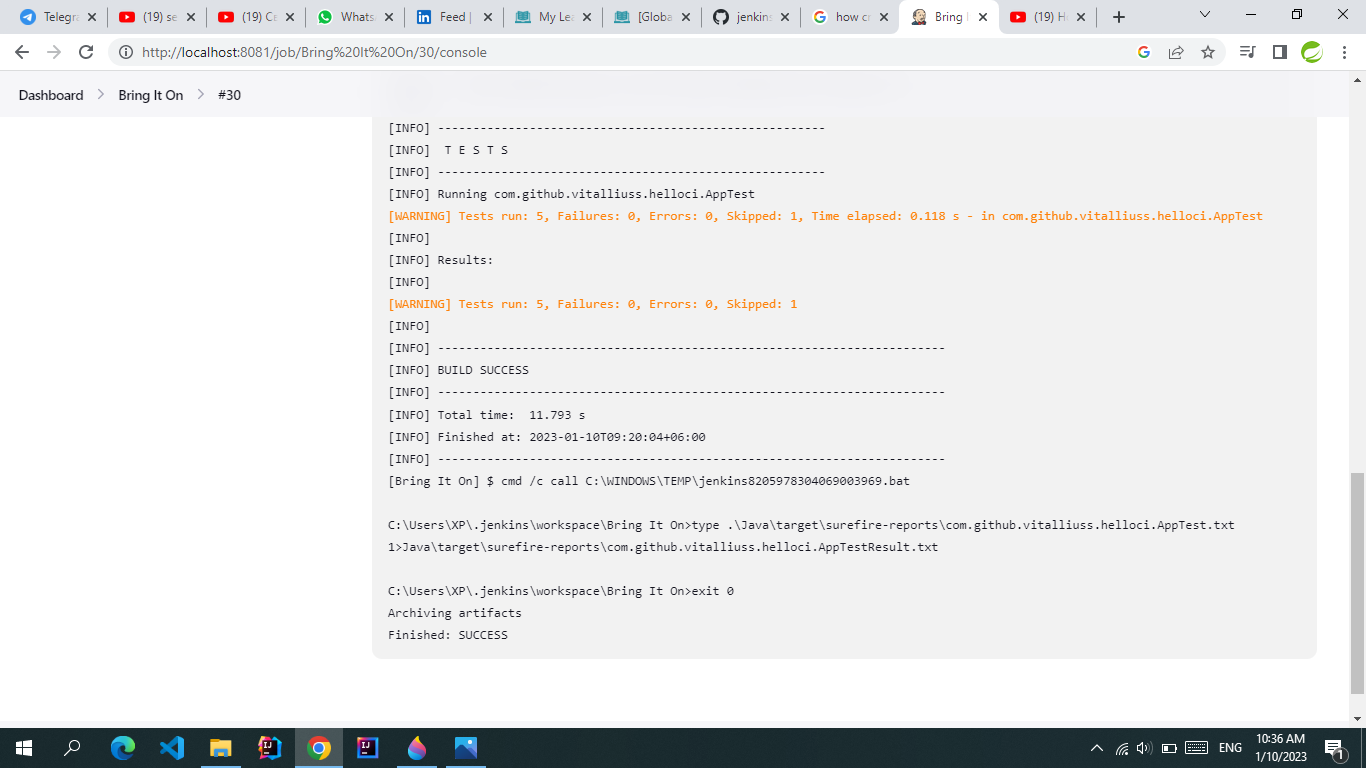 Telegra
(19) se
(19) Ca
Whats
Feed |
My Lea
[Globa
jenkins
how cr
Bring I
(19) H
http://localhost:8081/job/Bring%20It%20On/30/console
Dashboard > Bring It On > #30
[INFO] -------------------------------------------------------
[INFO]  T E S T S
[INFO] -------------------------------------------------------
[INFO] Running com.github.vitalliuss.helloci.AppTest
[WARNING] Tests run: 5, Failures: 0, Errors: 0, Skipped: 1, Time elapsed: 0.118 s - in com.github.vitalliuss.helloci.AppTest
[INFO]
[INFO] Results:
[INFO]
[WARNING] Tests run: 5, Failures: 0, Errors: 0, Skipped: 1
[INFO]
[INFO] ------------------------------------------------------------------------
[INFO] BUILD SUCCESS
[INFO] ------------------------------------------------------------------------
[INFO] Total time:  11.793 s
[INFO] Finished at: 2023-01-10T09:20:04+06:00
[INFO] ------------------------------------------------------------------------
[Bring It On] $ cmd /c call C:\WINDOWS\TEMP\jenkins8205978304069003969.bat
C:\Users\XP\.jenkins\workspace\Bring It On>type .\Java\target\surefire-reports\com.github.vitalliuss.helloci.AppTest.txt
1>Java\target\surefire-reports\com.github.vitalliuss.helloci.AppTestResult.txt
C:\Users\XP\.jenkins\workspace\Bring It On>exit 0
Archiving artifacts
Finished: SUCCESS
ENG
10:36 AM
1/10/2023
1